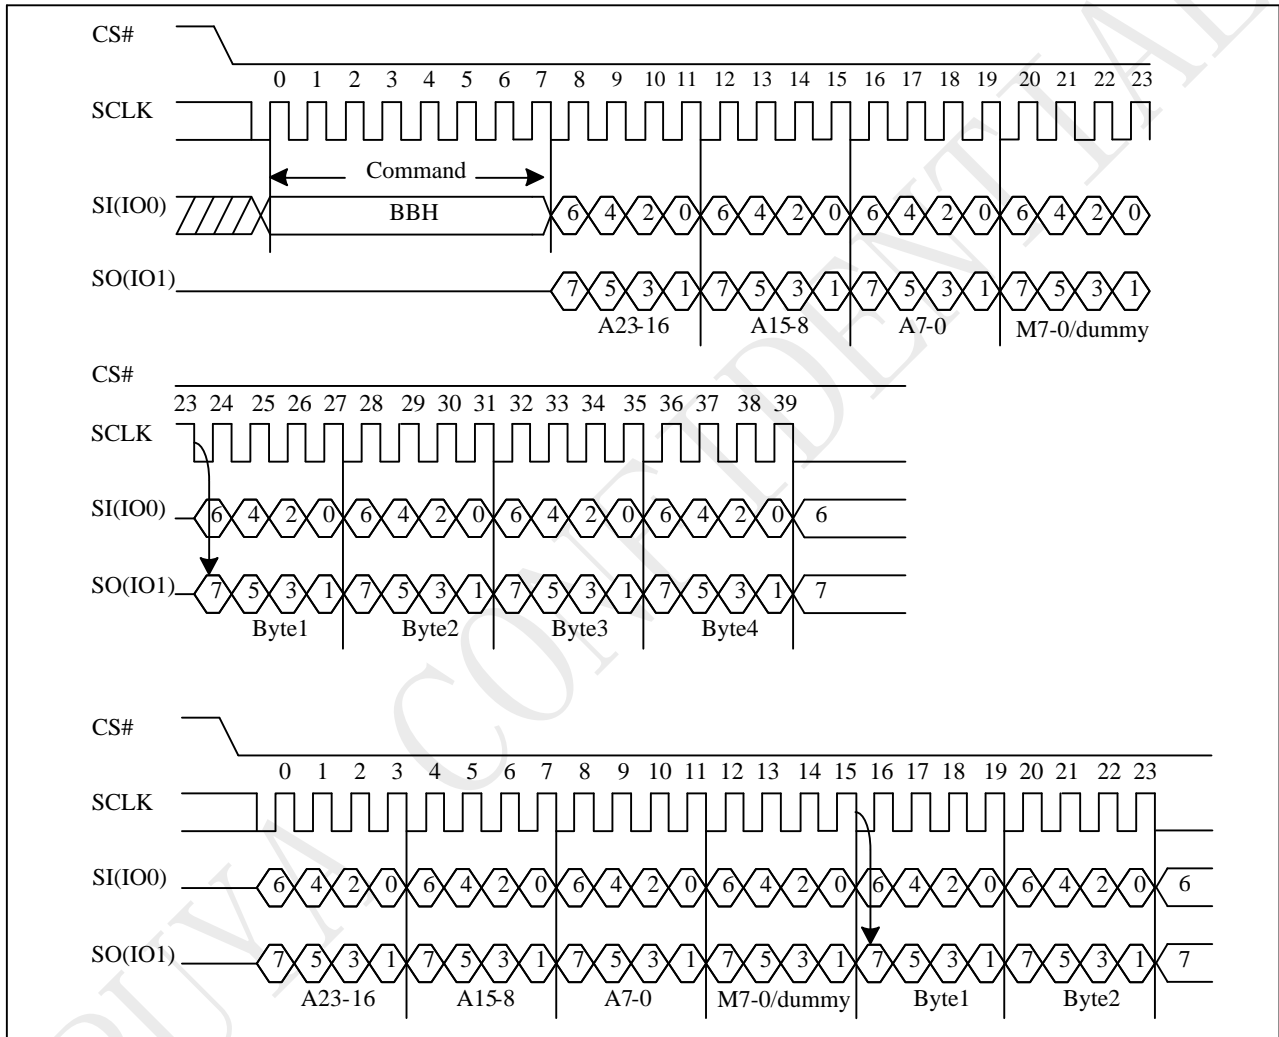 CS#
0 1 2 3 4 5 6 7 8 9 10 11 12 13 14 15 16 17 18 19 20 21 22 23
SCLK
Command
SI(IO0) BBH 6 4 2 0 6 4 2 0 6 4 2 0 6 4 2 0
SO(IO1) 7 5 3 1 7 5 3 1 7 5 3 1 7 5 3 1
A23-16 A15-8 A7-0 M7-0/dummy
CS#
23 24 25 26 27 28 29 30 31 32 33 34 35 36 37 38 39
SCLK
SI(IO0) 6 4 2 0 6 4 2 0 6 4 2 0 6 4 2 0 6
SO(IO1) 7 5 3 1 7 5 3 1 7 5 3 1 7 5 3 1 7
Byte1 Byte2 Byte3 Byte4
CS#
0 1 2 3 4 5 6 7 8 9 10 11 12 13 14 15 16 17 18 19 20 21 22 23
SCLK
SI(IO0) 6 4 2 0 6 4 2 0 6 4 2 0 6 4 2 0 6 4 2 0 6 4 2 0 6
SO(IO1) 7 5 3 1 7 5 3 1 7 5 3 1 7 5 3 1 7 5 3 1 7 5 3 1 7
A23-16 A15-8 A7-0 M7-0/dummy Byte1 Byte2
PUYA CONFIDENTIAL